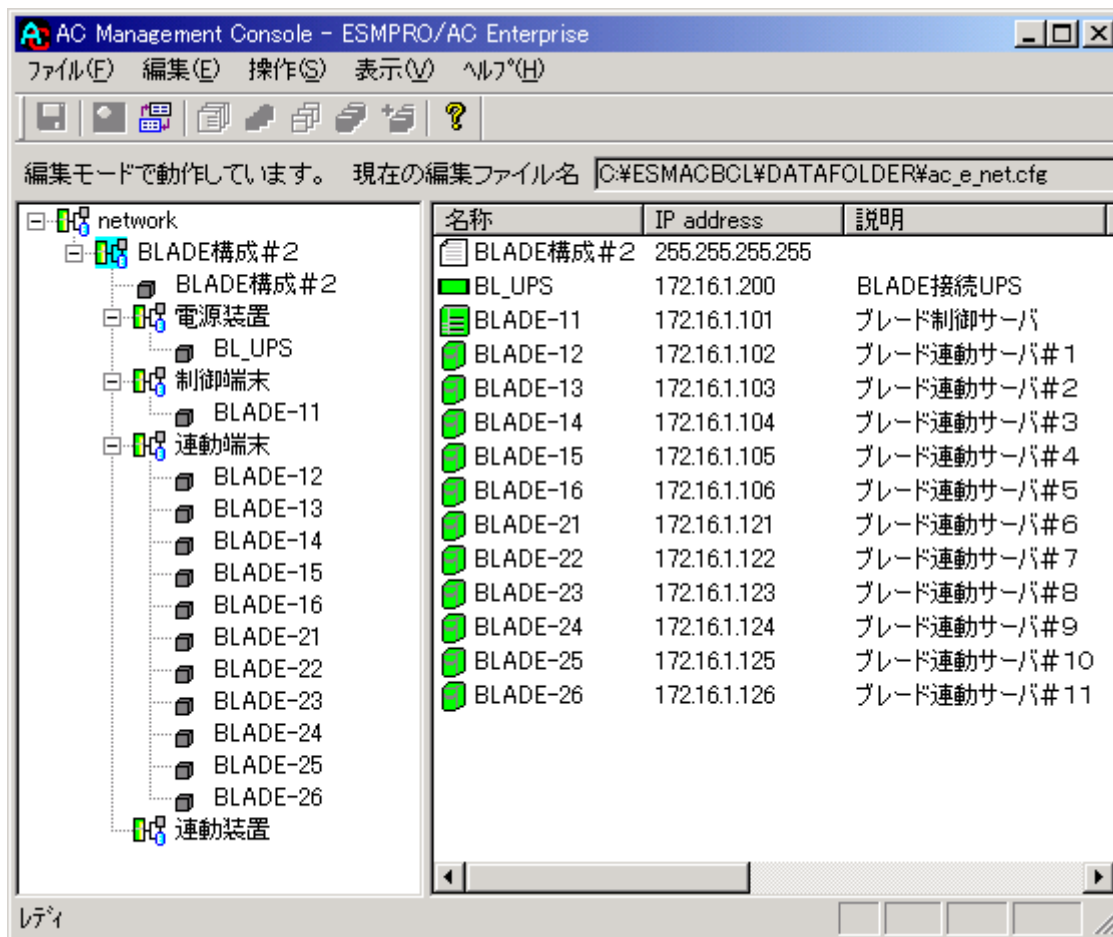 AC Management Console - ESMPRO/AC Enterprise
ファイル(F) 編集(E) 操作(S) 表示(V) ヘルプ(H)
編集モードで動作しています。 現在の編集ファイル名 C:¥ESMACBCL¥DATAFOLDER¥ac_e_net.cfg
network
BLADE構成#2
BLADE構成#2
電源装置
BL_UPS
制御端末
BLADE-11
連動端末
BLADE-12
BLADE-13
BLADE-14
BLADE-15
BLADE-16
BLADE-21
BLADE-22
BLADE-23
BLADE-24
BLADE-25
BLADE-26
連動装置
名称 IP address 説明
BLADE構成#2 255.255.255.255
BL_UPS 172.16.1.200 BLADE接続UPS
BLADE-11 172.16.1.101 ブレード制御サーバ
BLADE-12 172.16.1.102 ブレード連動サーバ#1
BLADE-13 172.16.1.103 ブレード連動サーバ#2
BLADE-14 172.16.1.104 ブレード連動サーバ#3
BLADE-15 172.16.1.105 ブレード連動サーバ#4
BLADE-16 172.16.1.106 ブレード連動サーバ#5
BLADE-21 172.16.1.121 ブレード連動サーバ#6
BLADE-22 172.16.1.122 ブレード連動サーバ#7
BLADE-23 172.16.1.123 ブレード連動サーバ#8
BLADE-24 172.16.1.124 ブレード連動サーバ#9
BLADE-25 172.16.1.125 ブレード連動サーバ#10
BLADE-26 172.16.1.126 ブレード連動サーバ#11
レディ